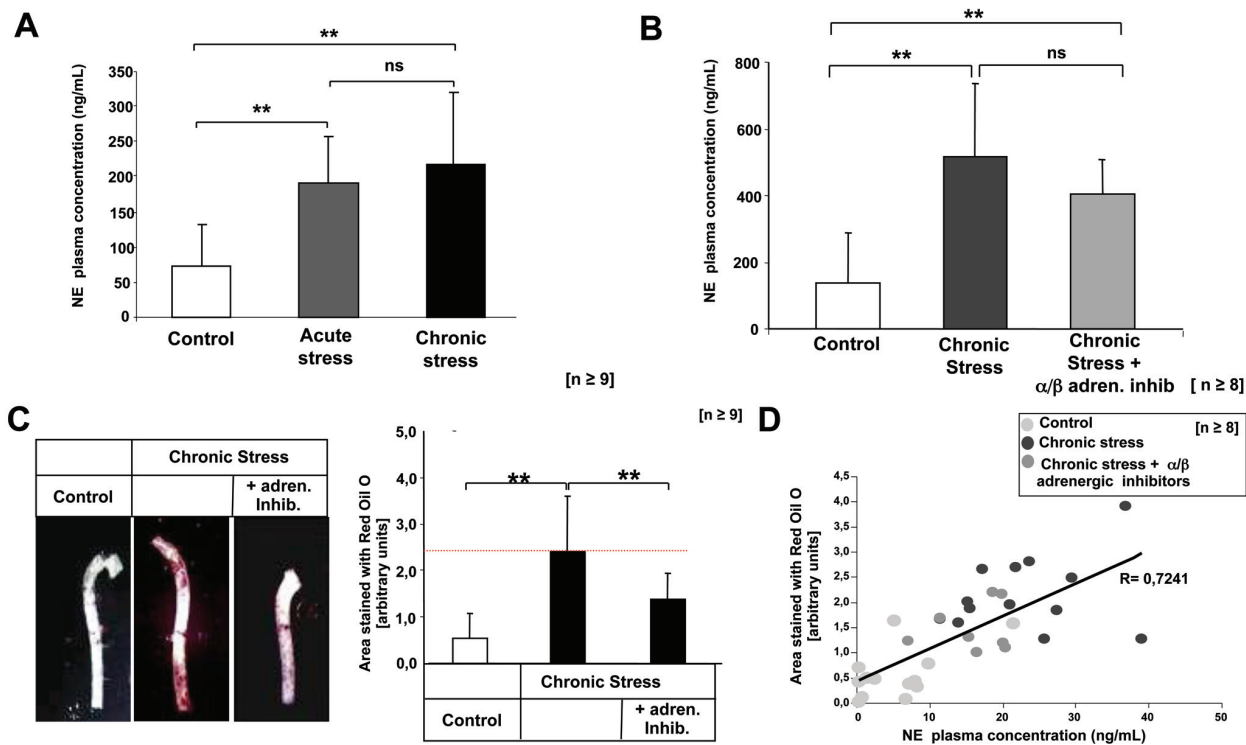 A
**
ns
**
NE plasma concentration (ng/mL)
350
300
250
200
150
100
50
0
Control
Acute
stress
Chronic
stress
[n ≥ 9]
B
**
**
ns
NE plasma concentration (ng/mL)
800
600
400
200
0
Control
Chronic
Stress
Chronic
Stress +
α/β adren. inhib
[ n ≥ 8]
C
Chronic Stress
Control
+ adren.
Inhib.
[n ≥ 9]
Area stained with Red Oil O
[arbitrary units]
5,0
4,0
3,0
2,0
1,0
0,0
**
**
Chronic Stress
Control
+ adren.
Inhib.
D
Control
[n ≥ 8]
Chronic stress
Chronic stress + α/β
adrenergic inhibitors
Area stained with Red Oil O
[arbitrary units]
4,5
4,5
3,0
2,5
2,0
1,5
1,0
0,5
0,0
R= 0,7241
0
10
20
30
40
50
NE plasma concentration (ng/mL)